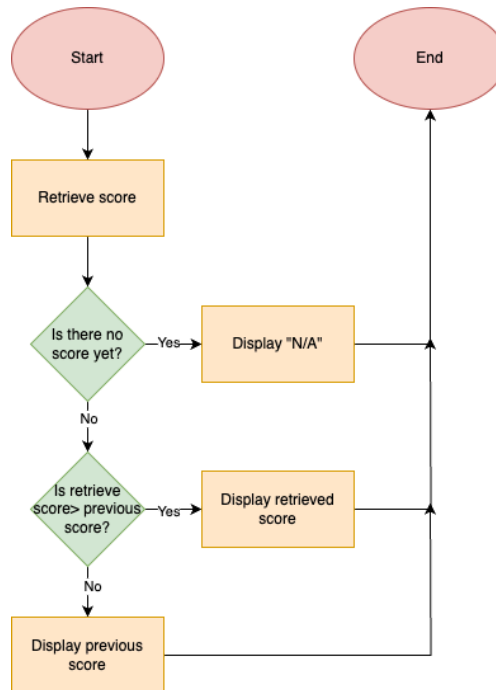 Start
End
Retrieve score
Is there no
score yet?
Yes
Display "N/A"
No
Is retrieve
score> previous
score?
Yes
Display retrieved
score
No
Display previous
score